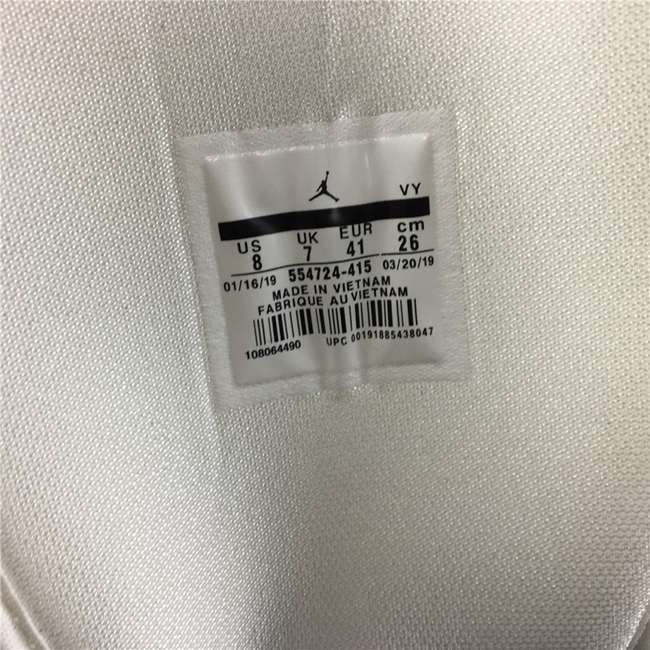 VY
US UK EUR cm
8 7 41 26
01/16/19 554724-415 03/20/19
MADE IN VIETNAM
FABRIQUE AU VIETNAM
108064490 UPC 00191885438047